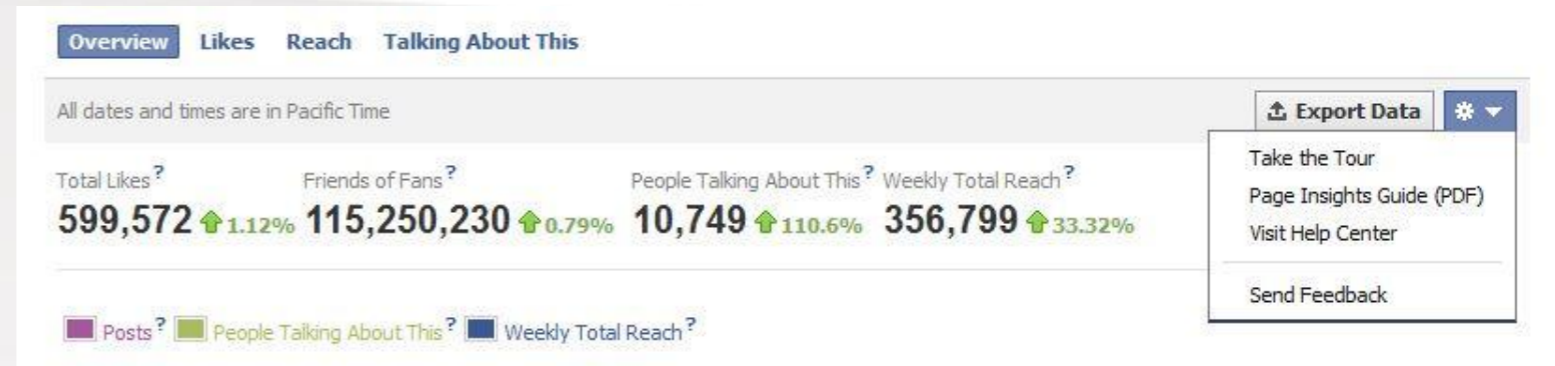 Overview Likes Reach Talking About This
All dates and times are in Pacific Time Export Data
Take the Tour
Page Insights Guide (PDF)
Visit Help Center
Send Feedback
Total Likes? Friends of Fans? People Talking About This? Weekly Total Reach?
599,572 1.12% 115,250,230 0.79% 10,749 110.6% 356,799 33.32%
Posts? People Talking About This? Weekly Total Reach?